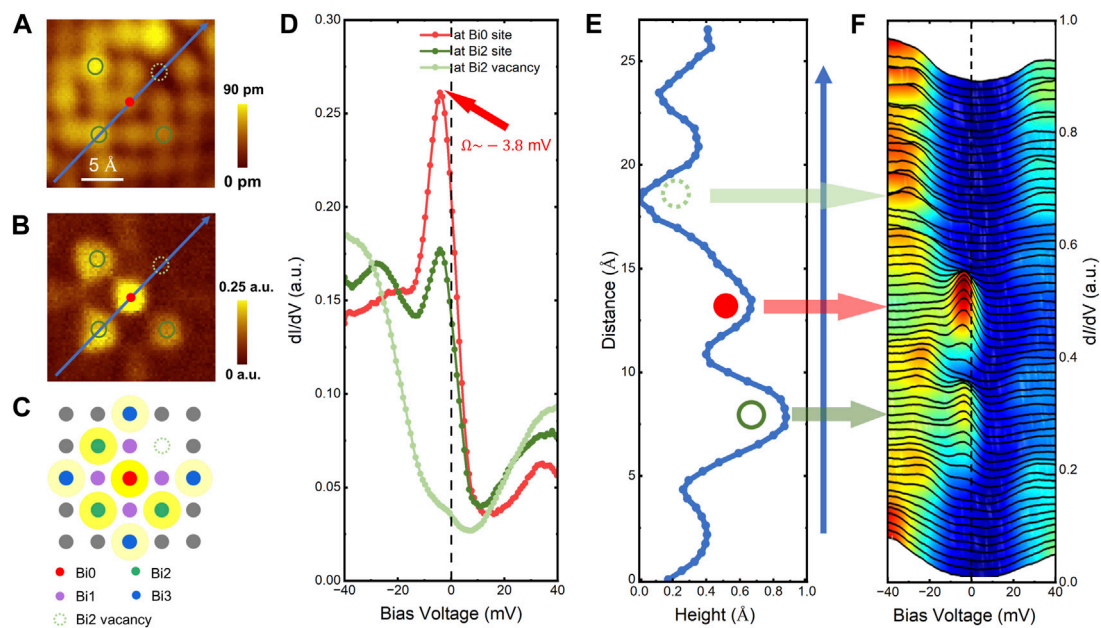 A
90 pm
0 pm
5 Å
B
0.25 a.u.
0 a.u.
C
Bi0
Bi2
Bi1
Bi3
Bi2 vacancy
D
0.30
0.25
0.20
0.15
0.10
0.05
0.00
dI/dV (a.u.)
at Bi0 site
at Bi2 site
at Bi2 vacancy
Ω~ − 3.8 mV
-40
-20
0
20
40
Bias Voltage (mV)
E
25
20
15
10
5
0
Distance (Å)
0.0
0.2
0.4
0.6
0.8
1.0
Height (Å)
F
1.0
0.8
0.6
0.4
0.2
0.0
dI/dV (a.u.)
-40
-20
0
20
40
Bias Voltage (mV)